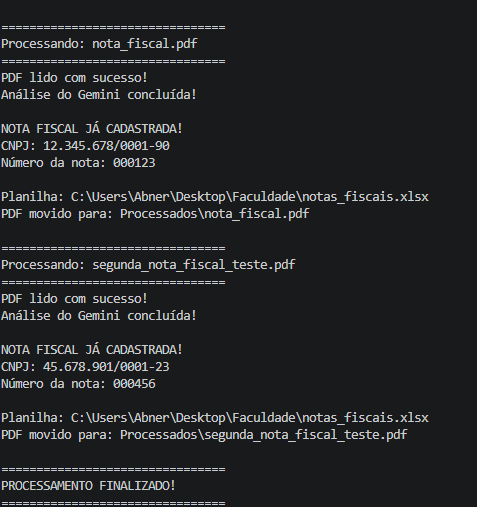 ================================
Processando: nota_fiscal.pdf
================================
PDF lido com sucesso!
Análise do Gemini concluída!
NOTA FISCAL JÁ CADASTRADA!
CNPJ: 12.345.678/0001-90
Número da nota: 000123
Planilha: C:\Users\Abner\Desktop\Faculdade\notas_fiscais.xlsx
PDF movido para: Processados\nota_fiscal.pdf
================================
Processando: segunda_nota_fiscal_teste.pdf
================================
PDF lido com sucesso!
Análise do Gemini concluída!
NOTA FISCAL JÁ CADASTRADA!
CNPJ: 45.678.901/0001-23
Número da nota: 000456
Planilha: C:\Users\Abner\Desktop\Faculdade\notas_fiscais.xlsx
PDF movido para: Processados\segunda_nota_fiscal_teste.pdf
================================
PROCESSAMENTO FINALIZADO!
================================